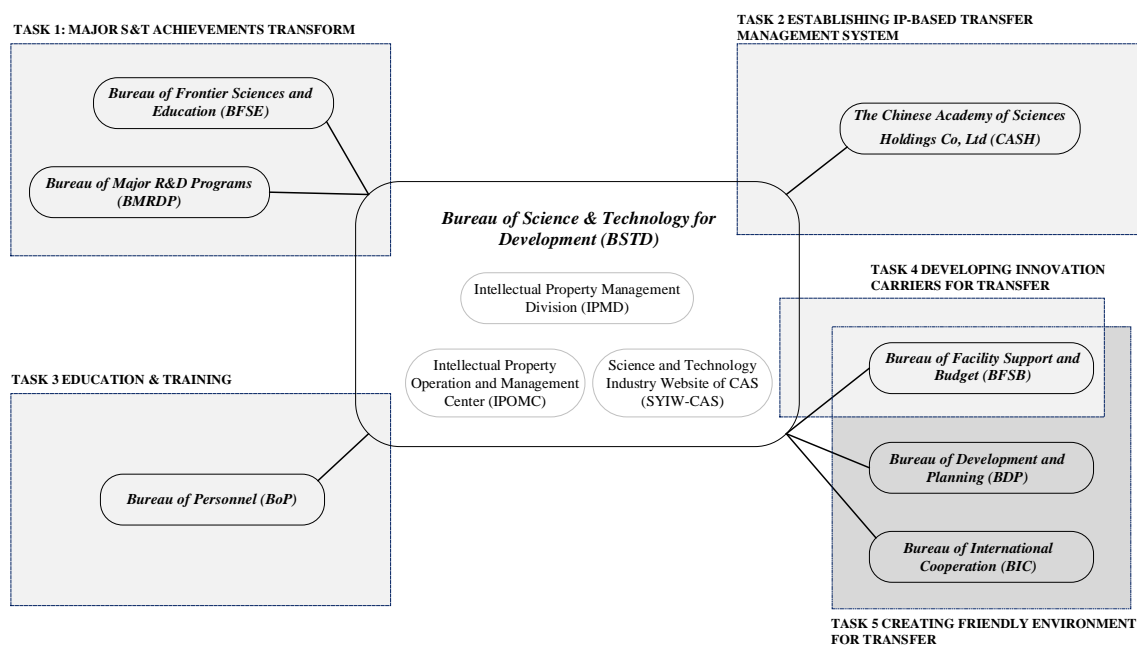 TASK 1: MAJOR S&T ACHIEVEMENTS TRANSFORM
Bureau of Frontier Sciences and
Education (BFSE)
Bureau of Major R&D Programs
(BMRDP)
TASK 2 ESTABLISHING IP-BASED TRANSFER
MANAGEMENT SYSTEM
The Chinese Academy of Sciences
Holdings Co, Ltd (CASH)
Bureau of Science & Technology for
Development (BSTD)
Intellectual Property Management
Division (IPMD)
Intellectual Property
Operation and Management
Center (IPOMC)
Science and Technology
Industry Website of CAS
(SYIW-CAS)
TASK 3 EDUCATION & TRAINING
Bureau of Personnel (BoP)
TASK 4 DEVELOPING INNOVATION
CARRIERS FOR TRANSFER
Bureau of Facility Support and
Budget (BFSB)
Bureau of Development and
Planning (BDP)
Bureau of International
Cooperation (BIC)
TASK 5 CREATING FRIENDLY ENVIRONMENT
FOR TRANSFER